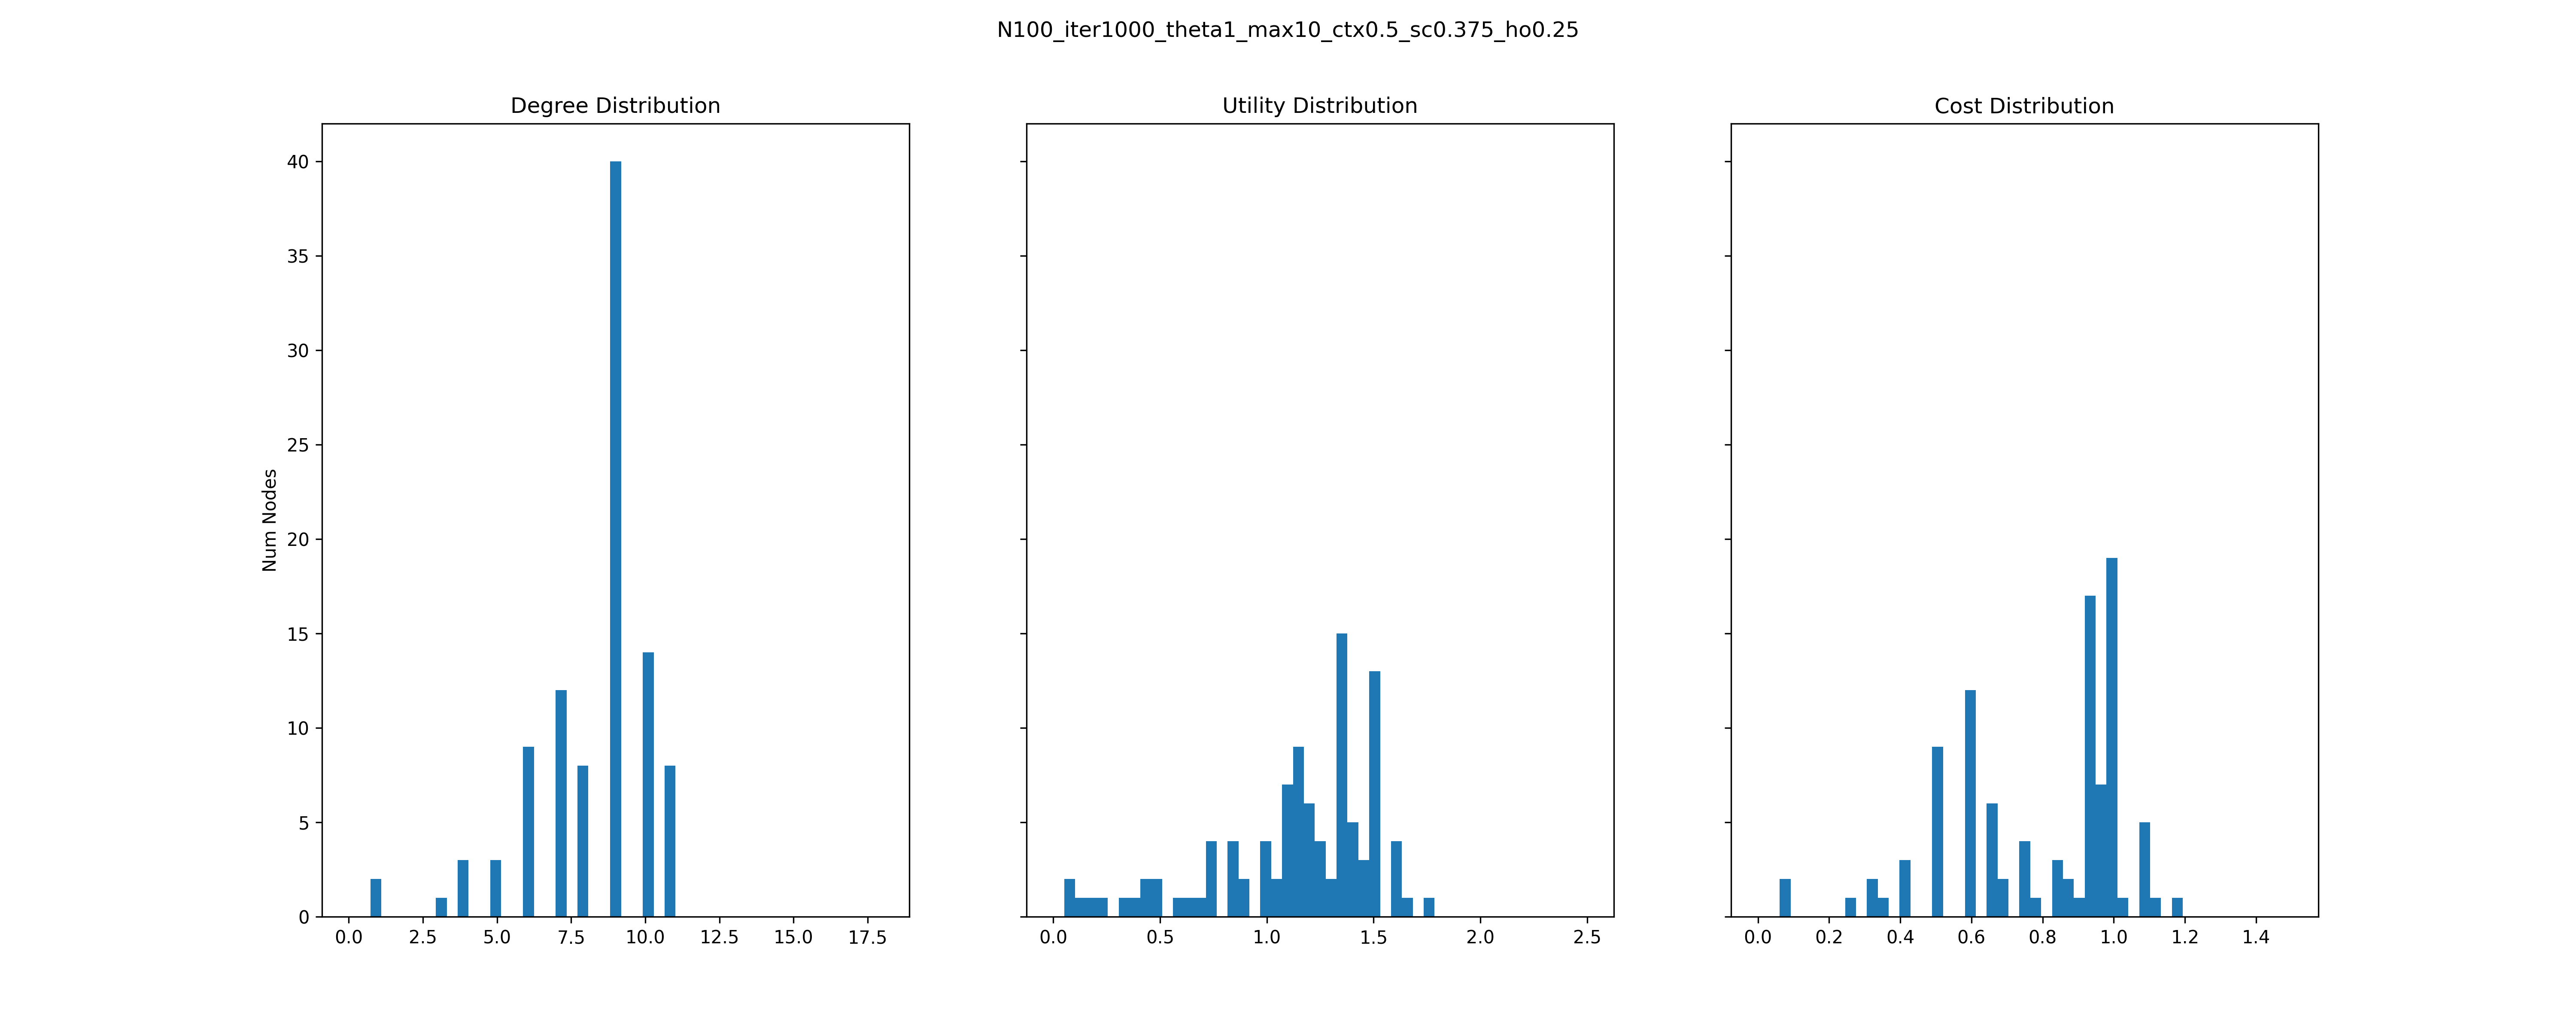 N100_iter1000_theta1_max10_ctx0.5_sc0.375_ho0.25
Degree Distribution
Utility Distribution
Cost Distribution
Num Nodes
40
35
30
25
20
15
10
5
0
0.0 2.5 5.0 7.5 10.0 12.5 15.0 17.5
0.0 0.5 1.0 1.5 2.0 2.5
0.0 0.2 0.4 0.6 0.8 1.0 1.2 1.4